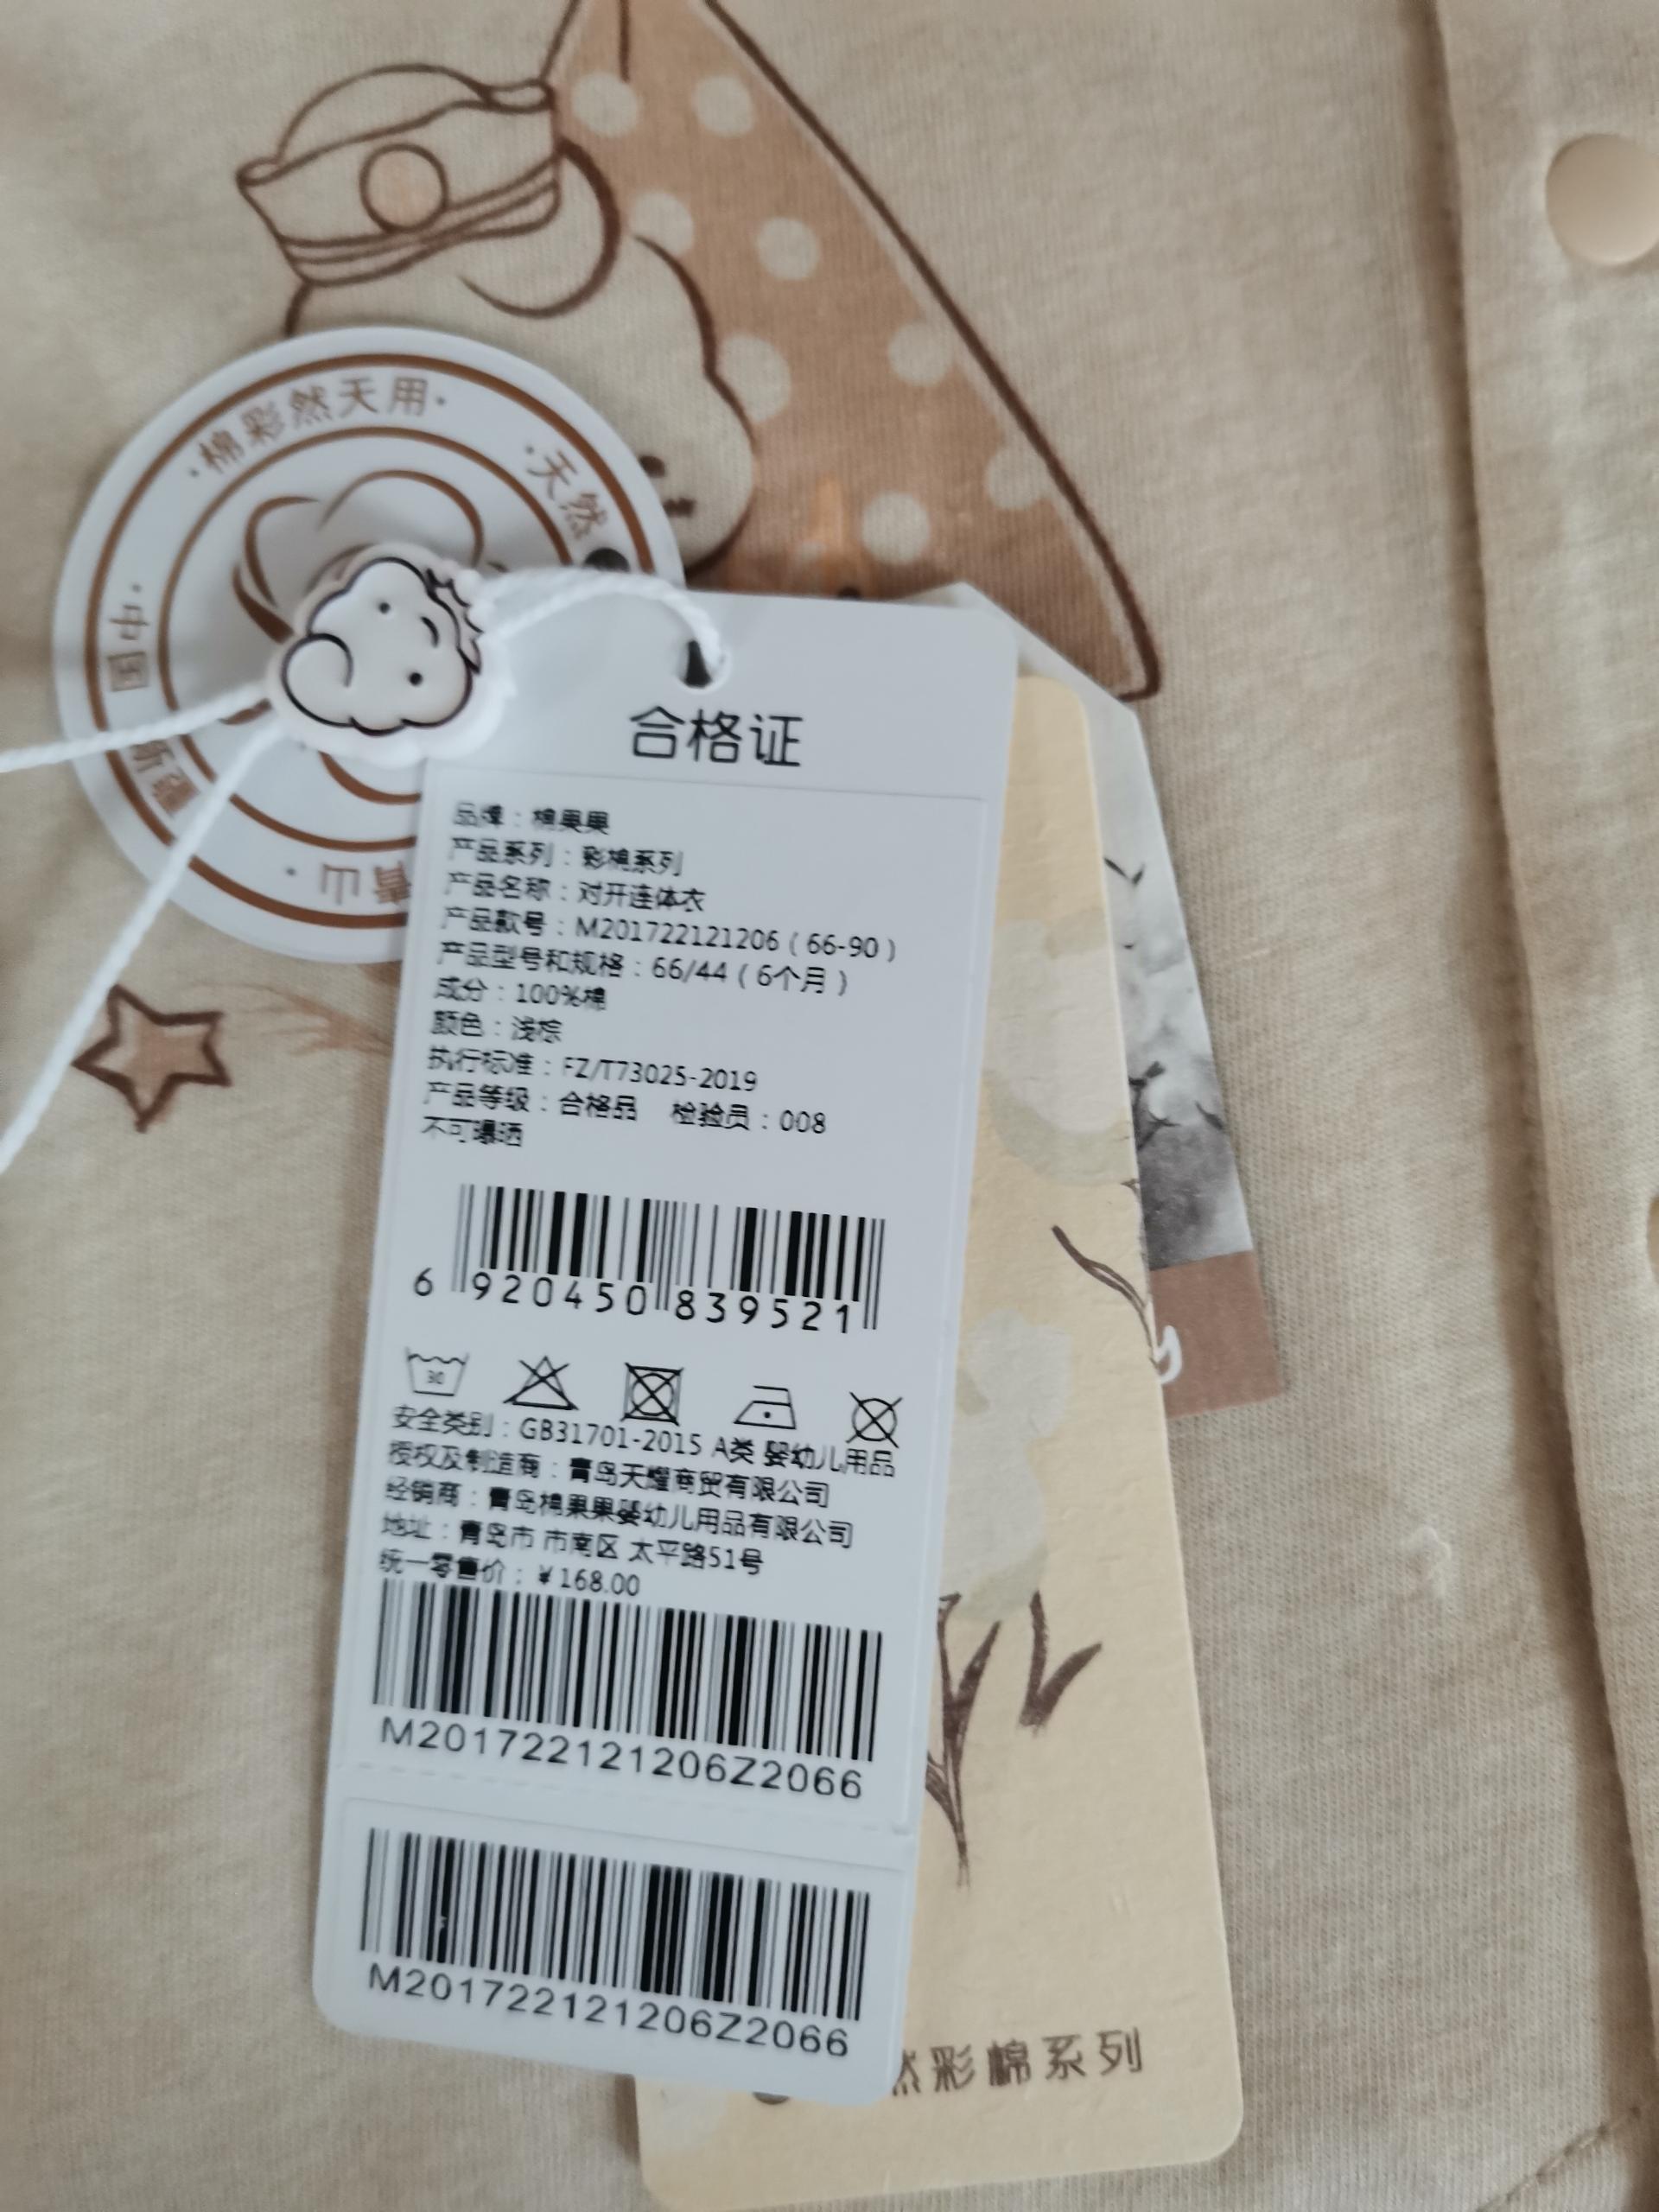 ·棉彩然天用·
·天然
中国·
新疆
青山·
合格证
品牌：棉果果
产品系列：彩棉系列
产品名称：对开连体衣
产品款号：M201722121206（66-90）
产品型号和规格：66/44（6个月）
成分：100%棉
颜色：浅棕
执行标准：FZ/T73025-2019
产品等级：合格品 检验员：008
不可曝晒
6 920450 839521
30
安全类别：GB31701-2015 A类 婴幼儿用品
授权及制造商：青岛天耀商贸有限公司
经销商：青岛棉果果婴幼儿用品有限公司
地址：青岛市 市南区 太平路51号
统一零售价：￥168.00
M201722121206Z2066
M201722121206Z2066
y
然彩棉系列